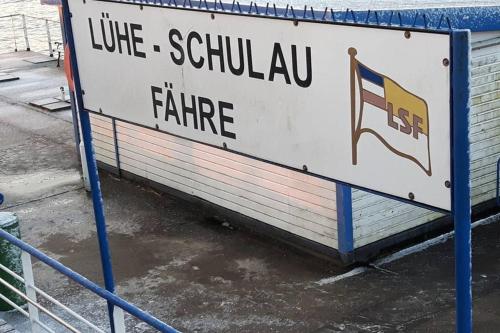 LÜHE - SCHULAU
FÄHRE
LSF